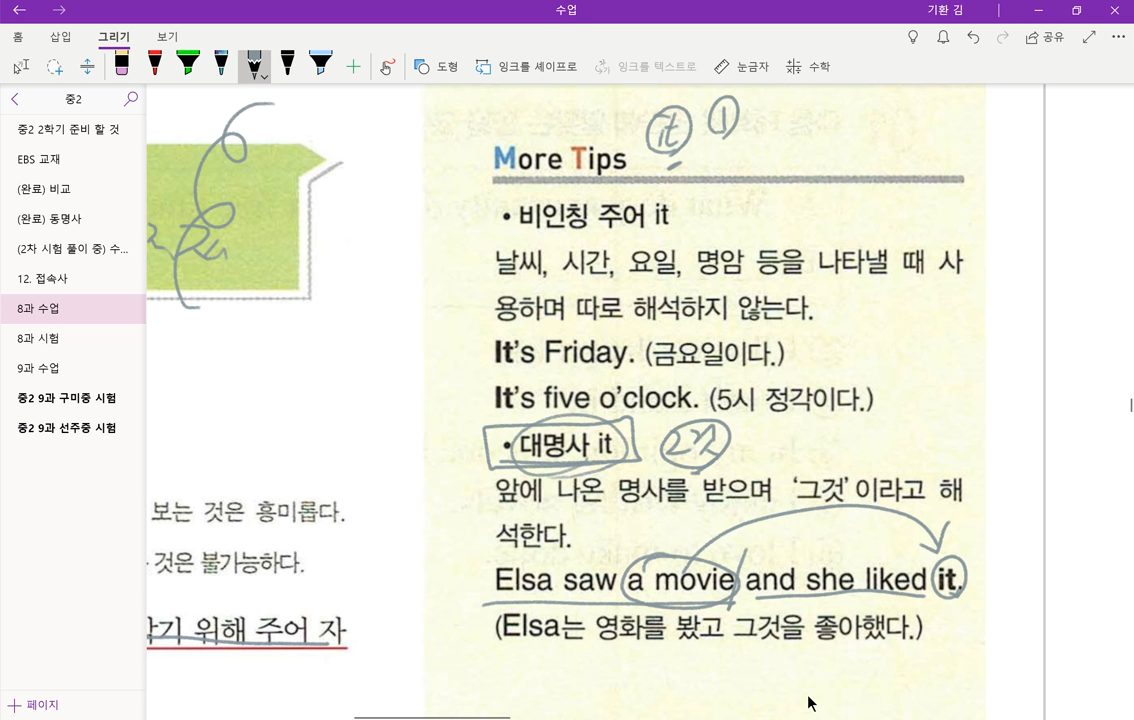 수업
기환 김
홈 삽입 그리기 보기
공유
도형 잉크를 셰이프로 잉크를 텍스트로 눈금자 수학
중2
중2 2학기 준비 할 것
EBS 교재
(완료) 비교
(완료) 동명사
(2차 시험 풀이 중) 수...
12. 접속사
8과 수업
8과 시험
9과 수업
중2 9과 구미중 시험
중2 9과 선주중 시험
페이지
보는 것은 흥미롭다.
것은 불가능하다.
기 위해 주어 자
it ①
More Tips
• 비인칭 주어 it
날씨, 시간, 요일, 명암 등을 나타낼 때 사
용하며 따로 해석하지 않는다.
It's Friday. (금요일이다.)
It's five o'clock. (5시 정각이다.)
• 대명사 it
앞에 나온 명사를 받으며 ‘그것’이라고 해
석한다.
Elsa saw a movie and she liked it.
(Elsa는 영화를 봤고 그것을 좋아했다.)